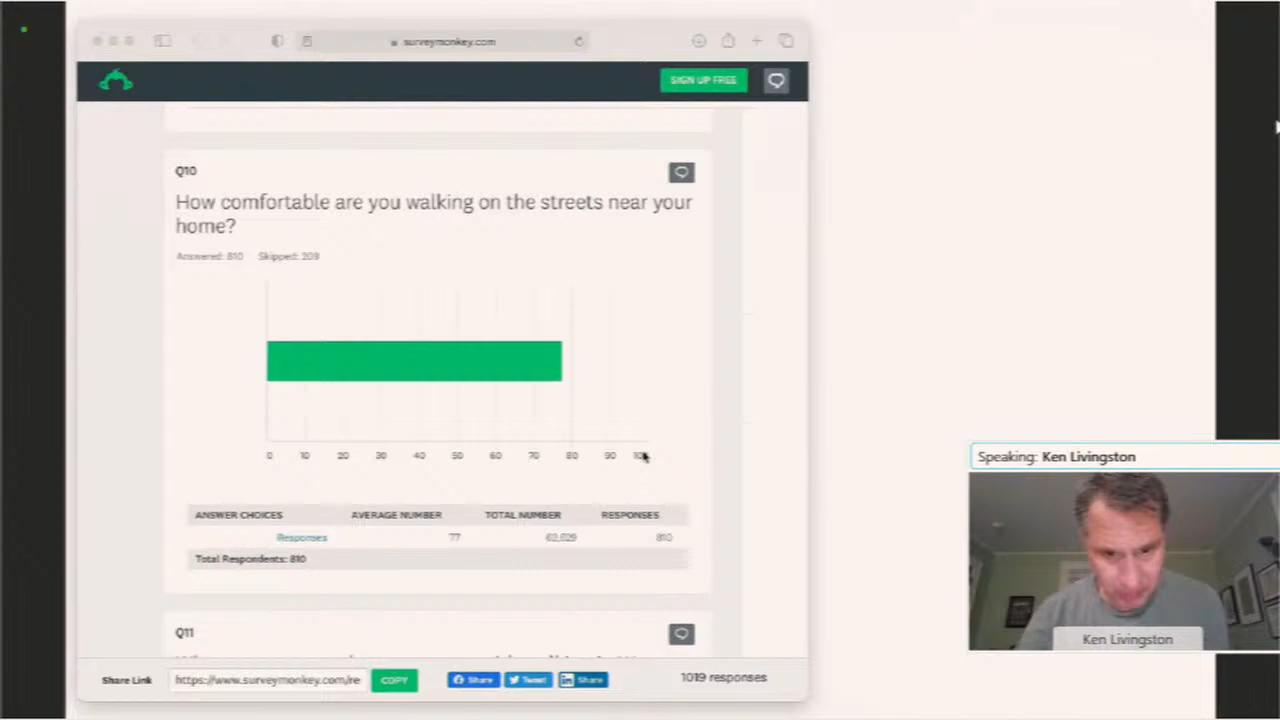 surveymonkey.com
SIGN UP FREE
Q10
How comfortable are you walking on the streets near your
home?
Answered: 810 Skipped: 209
0 10 20 30 40 50 60 70 80 90
ANSWER CHOICES AVERAGE NUMBER TOTAL NUMBER RESPONSES
Responses 77 810
Total Respondents: 810
Q11
Share Link https://www.surveymonkey.com/re COPY Share Tweet Share 1019 responses
Speaking: Ken Livingston
Ken Livingston